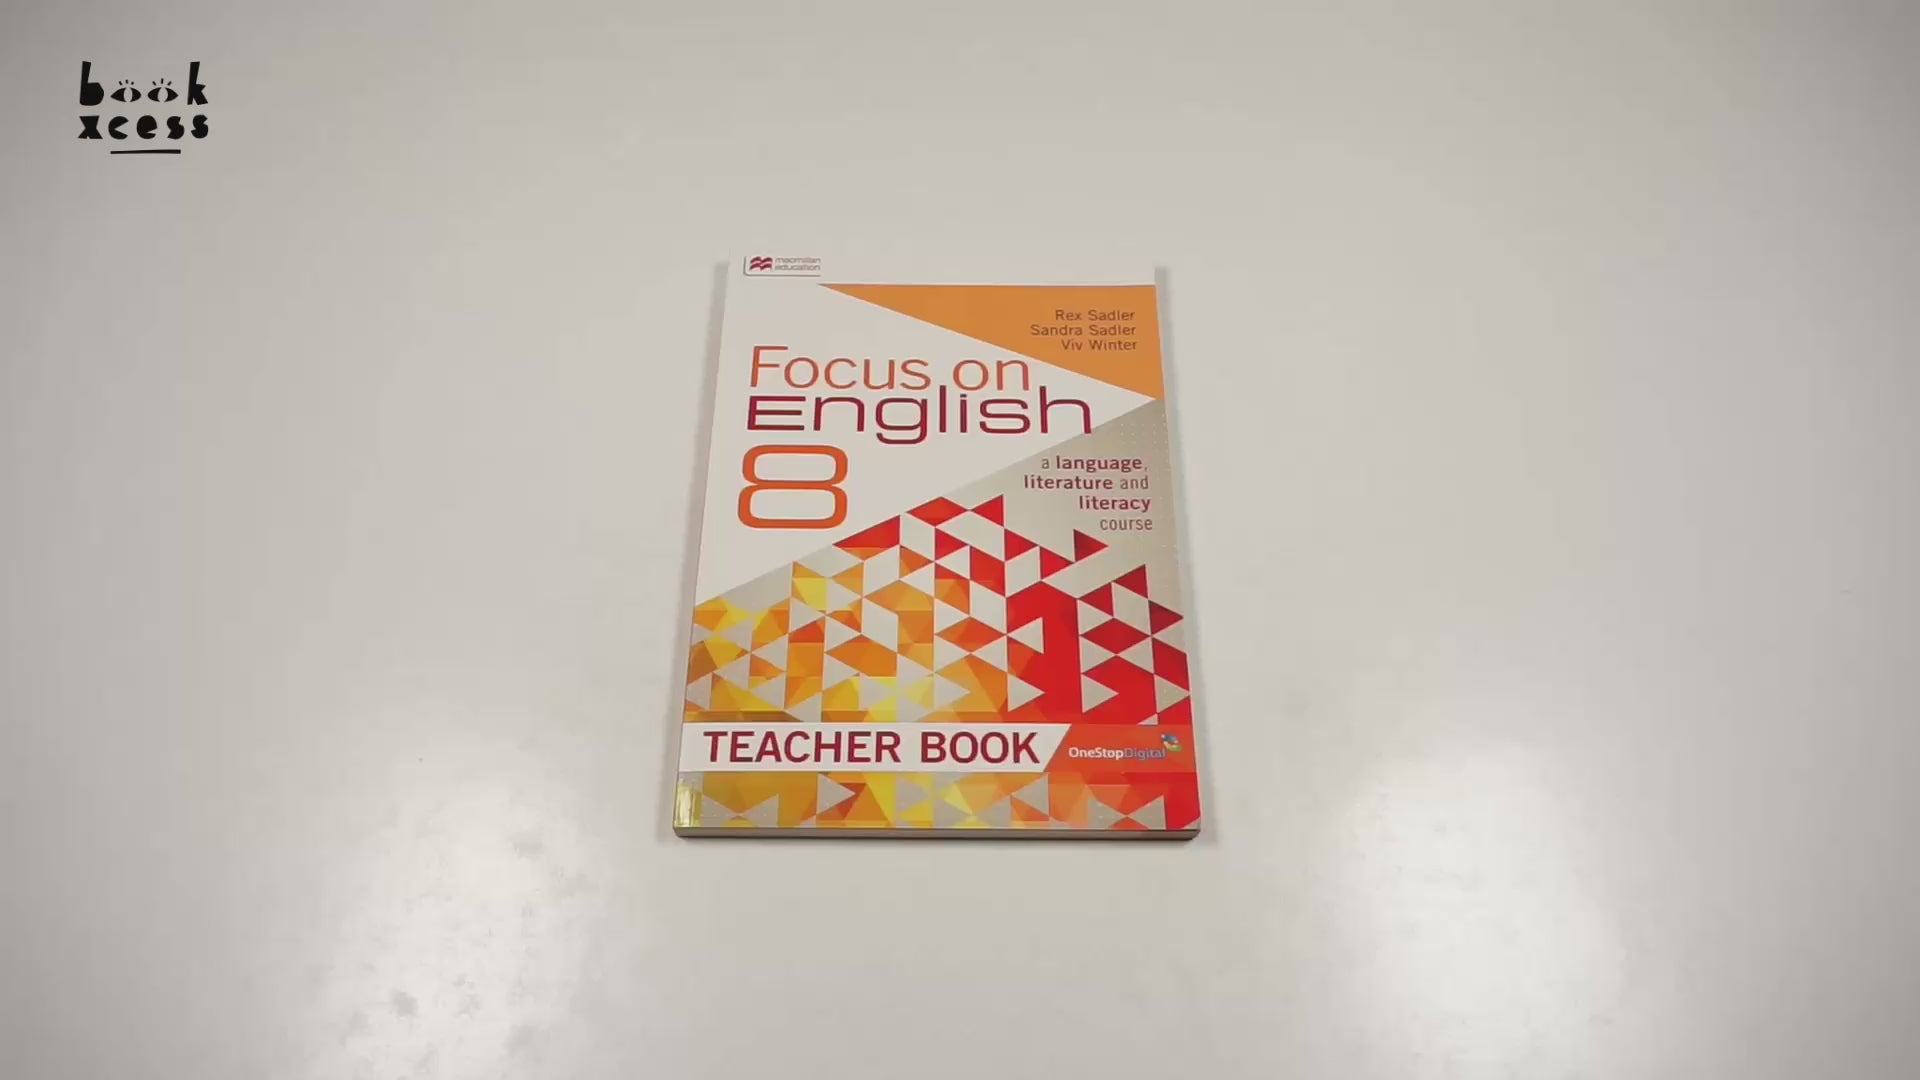 book
xcess
macmillan
education
Rex Sadler
Sandra Sadler
Viv Winter
Focus on
English
8
a language,
literature and
literacy
course
TEACHER BOOK
OneStopDigital